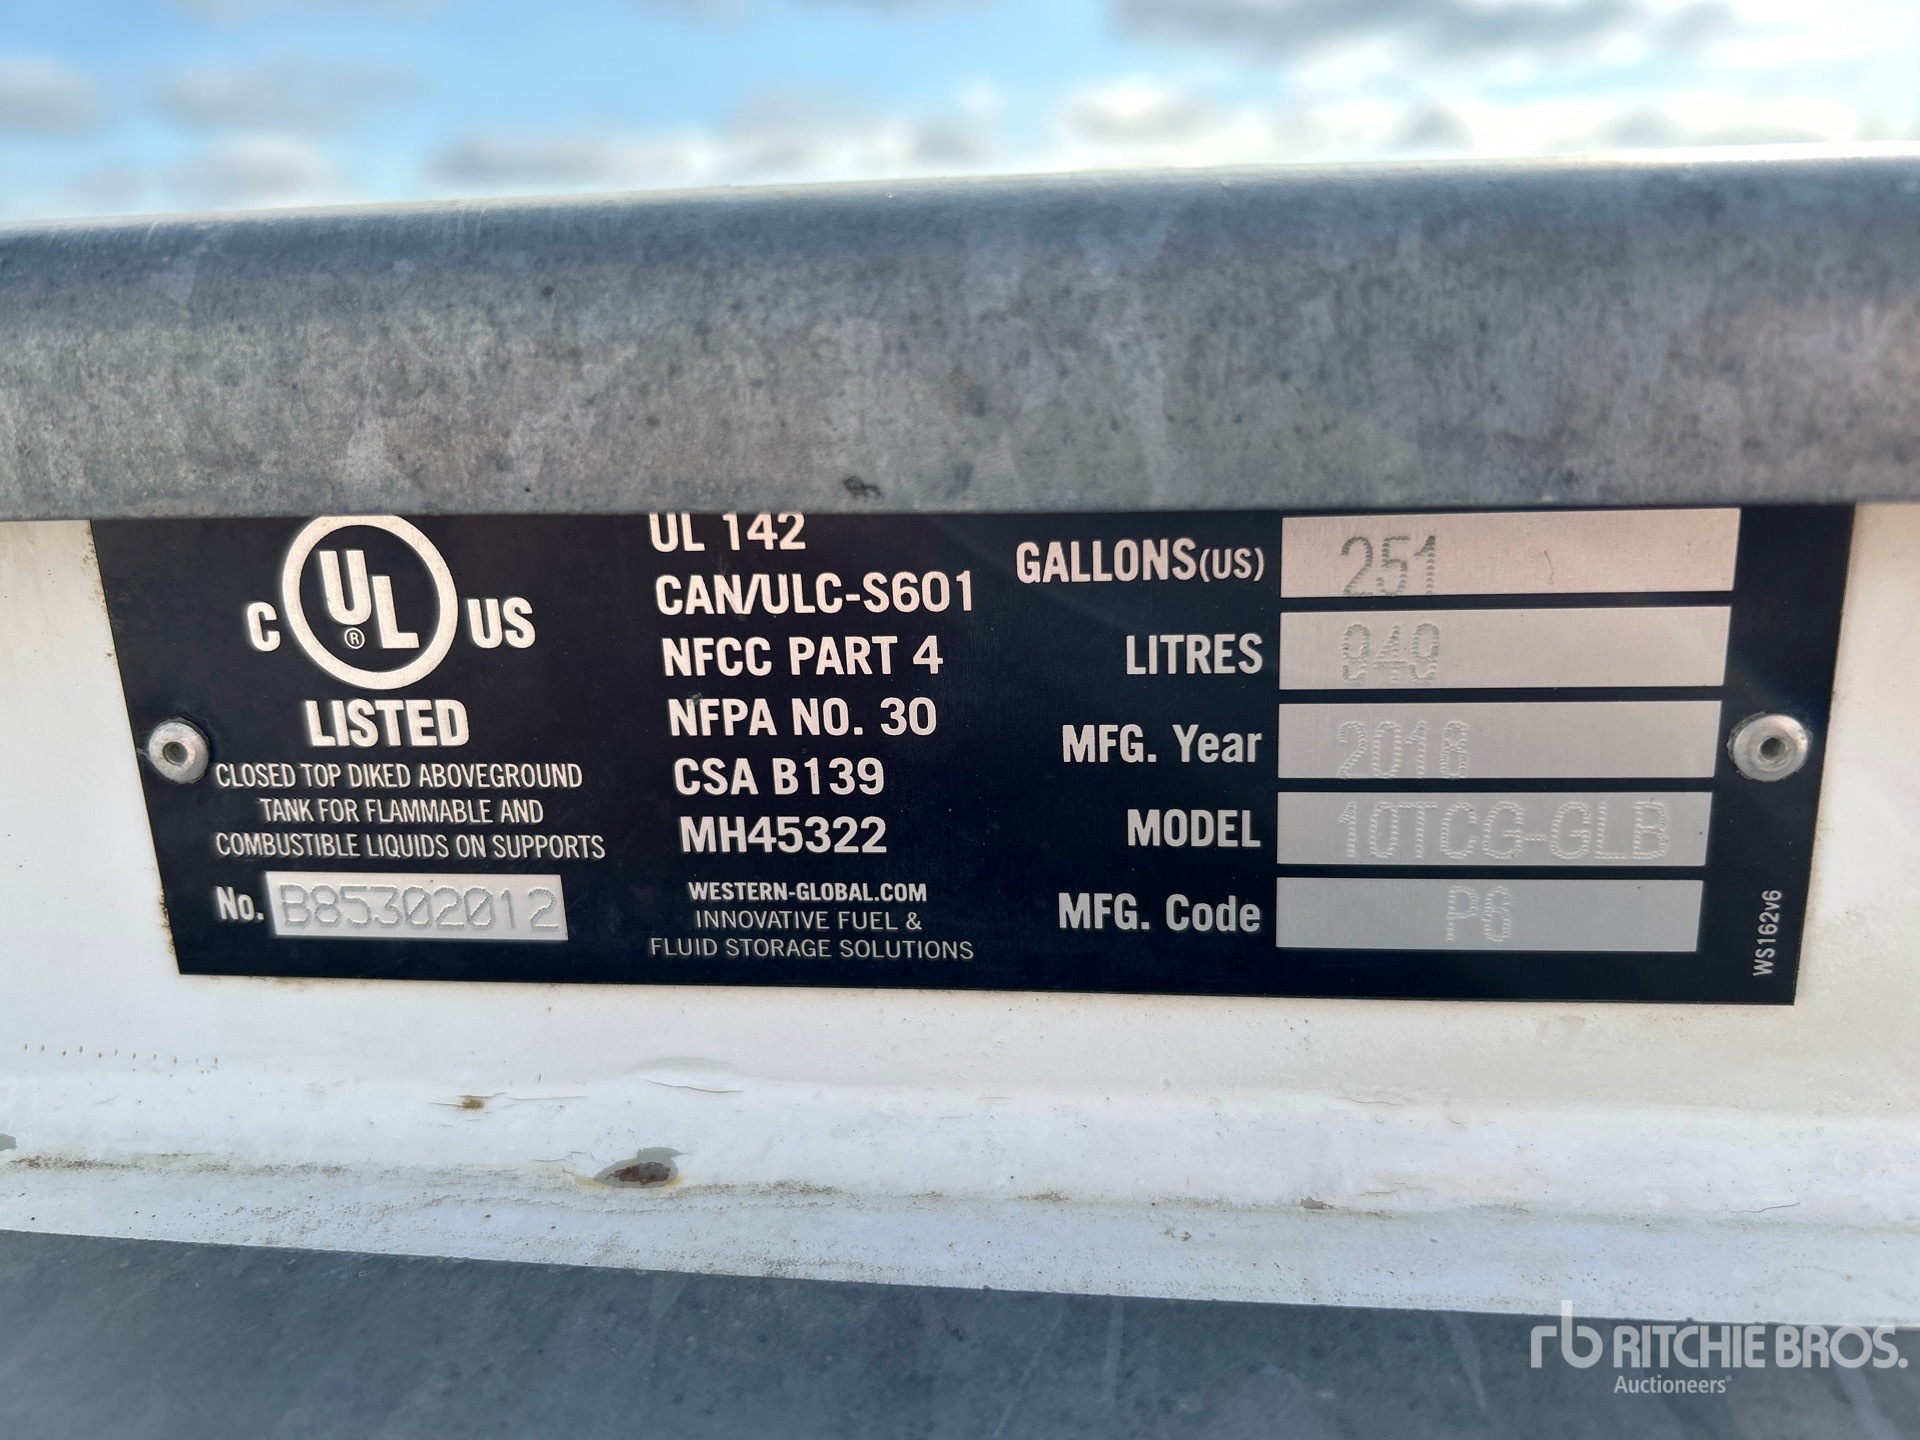 C UL ® US
LISTED
CLOSED TOP DIKED ABOVEGROUND
TANK FOR FLAMMABLE AND
COMBUSTIBLE LIQUIDS ON SUPPORTS
No. B85302012
UL 142
CAN/ULC-S601
NFCC PART 4
NFPA NO. 30
CSA B139
MH45322
WESTERN-GLOBAL.COM
INNOVATIVE FUEL &
FLUID STORAGE SOLUTIONS
GALLONS(US) 251
LITRES
MFG. Year 2018
MODEL 10TCG-GLB
MFG. Code P6
WS162v6
rb RITCHIE BROS.
Auctioneers